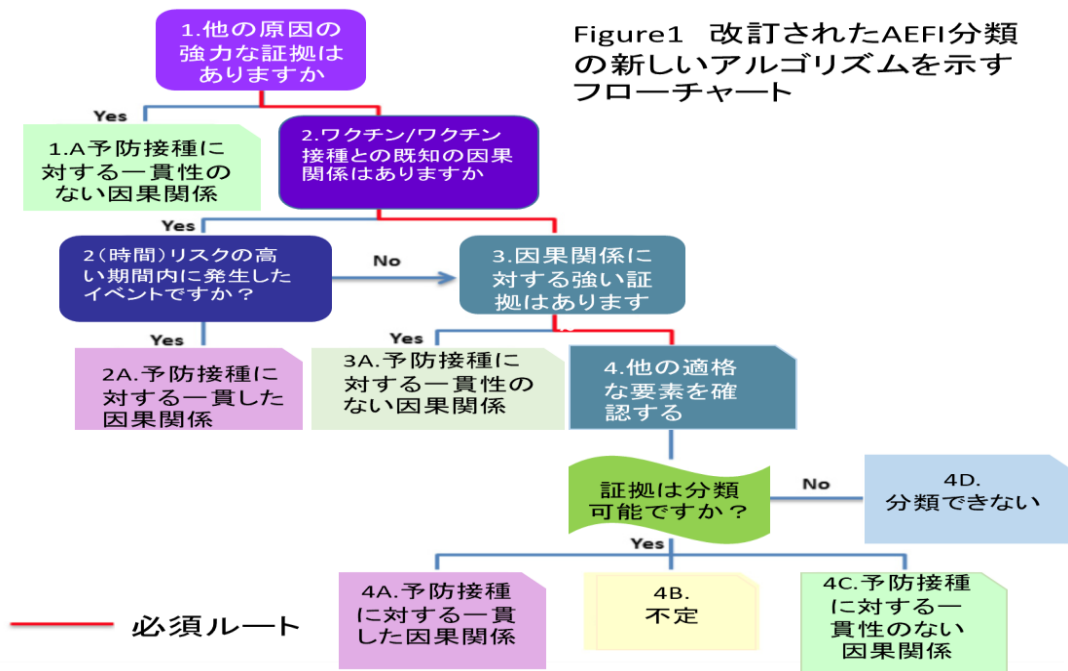 Figure1 改訂されたAEFI分類
の新しいアルゴリズムを示す
フローチャート
1.他の原因の
強力な証拠は
ありますか
Yes
1.A予防接種に
対する一貫性の
ない因果関係
2.ワクチン/ワクチン
接種との既知の因果
関係はありますか
Yes
2(時間)リスクの高
い期間内に発生した
イベントですか?
No
3.因果関係に
対する強い証
拠はあります
Yes
2A.予防接種に
対する一貫した
因果関係
Yes
3A.予防接種に
対する一貫性の
ない因果関係
4.他の適格
な要素を確
認する
証拠は分類
可能ですか?
No
4D.
分類できない
Yes
4A.予防接種
に対する一貫
した因果関係
4B.
不定
4C.予防接種
に対する一
貫性のない
因果関係
必須ルート